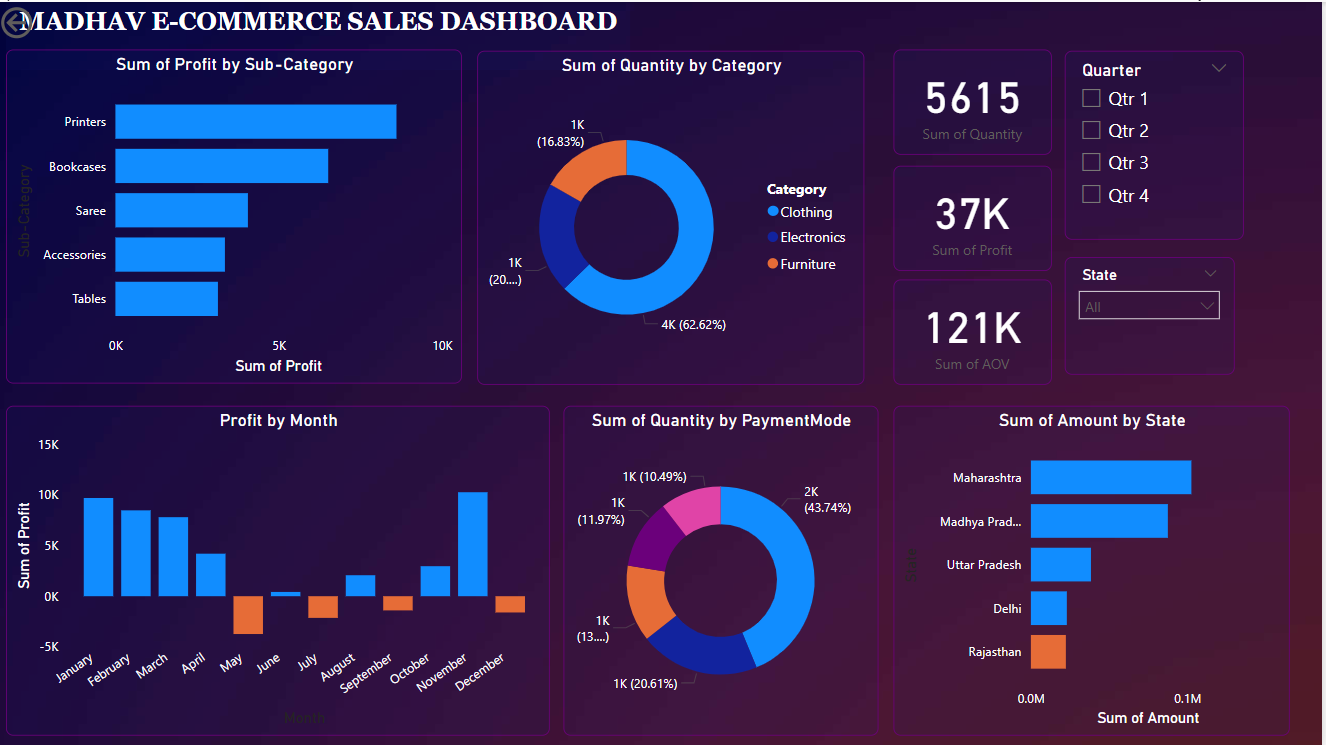 MADHAV E-COMMERCE SALES DASHBOARD
Sum of Profit by Sub-Category
Sub-Category
Printers
Bookcases
Saree
Accessories
Tables
0K 5K 10K
Sum of Profit
Sum of Quantity by Category
1K
(16.83%)
1K
(20....)
4K (62.62%)
Category
Clothing
Electronics
Furniture
5615
Sum of Quantity
37K
Sum of Profit
121K
Sum of AOV
Quarter
Qtr 1
Qtr 2
Qtr 3
Qtr 4
State
All
Profit by Month
Sum of Profit
15K
10K
5K
0K
-5K
January February March April May June July August September October November December
Month
Sum of Quantity by PaymentMode
1K (10.49%)
2K
(43.74%)
1K
(11.97%)
1K
(13....)
1K (20.61%)
Sum of Amount by State
State
Maharashtra
Madhya Prad...
Uttar Pradesh
Delhi
Rajasthan
0.0M 0.1M
Sum of Amount